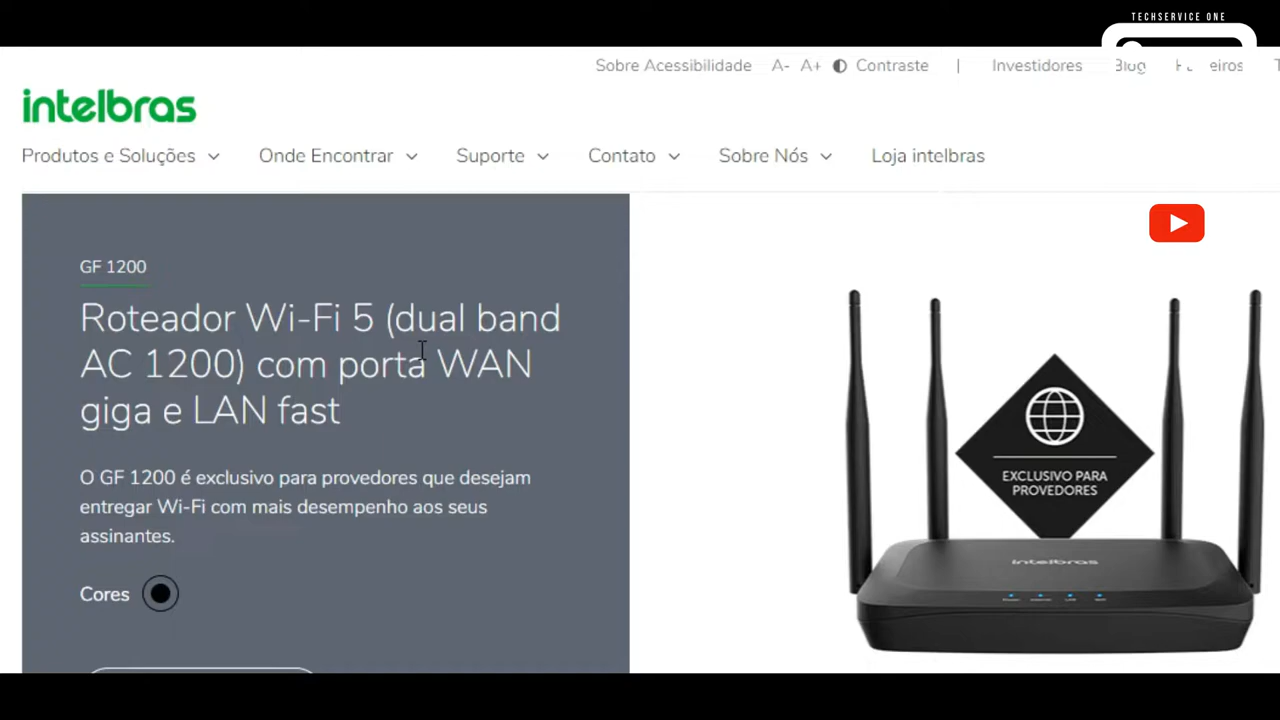 TECHSERVICE ONE
Sobre Acessibilidade A- A+ Contraste | Investidores Blog
intelbras
Produtos e Soluções Onde Encontrar Suporte Contato Sobre Nós Loja intelbras
GF 1200
Roteador Wi-Fi 5 (dual band
AC 1200) com porta WAN
giga e LAN fast
O GF 1200 é exclusivo para provedores que desejam
entregar Wi-Fi com mais desempenho aos seus
assinantes.
Cores
EXCLUSIVO PARA
PROVEDORES
intelbras